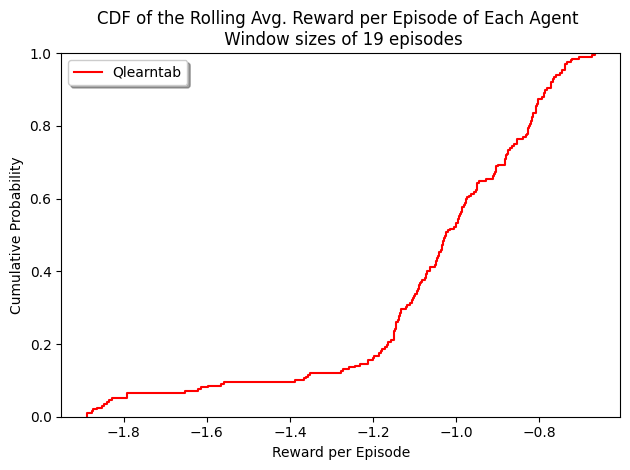 CDF of the Rolling Avg. Reward per Episode of Each Agent
Window sizes of 19 episodes
Qlearntab
1.0
0.8
0.6
0.4
0.2
0.0
Cumulative Probability
−1.8 −1.6 −1.4 −1.2 −1.0 −0.8
Reward per Episode